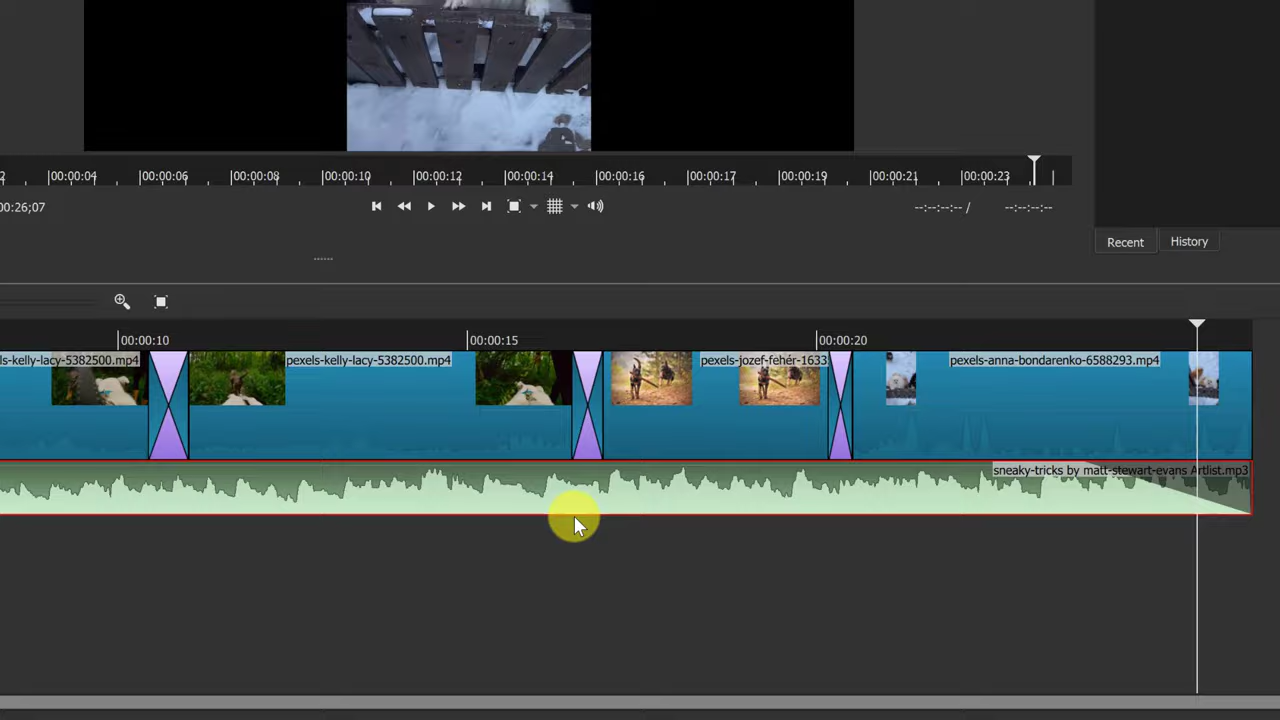 2 00:00:04 00:00:06 00:00:08 00:00:10 00:00:12 00:00:14 00:00:16 00:00:17 00:00:19 00:00:21 00:00:23
00:26;07
--:--:--:-- / --:--:--:--
Recent History
00:00:10 00:00:15 00:00:20
ls-kelly-lacy-5382500.mp4 pexels-kelly-lacy-5382500.mp4 pexels-jozef-fehér-1633 pexels-anna-bondarenko-6588293.mp4
sneaky-tricks by matt-stewart-evans Artlist.mp3